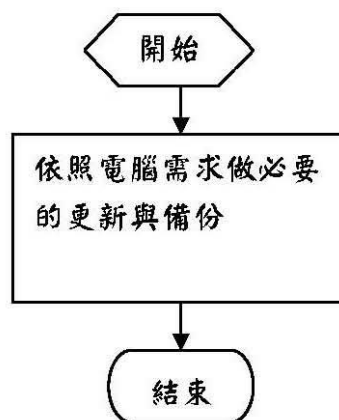 開始
依照電腦需求做必要
的更新與備份
結束